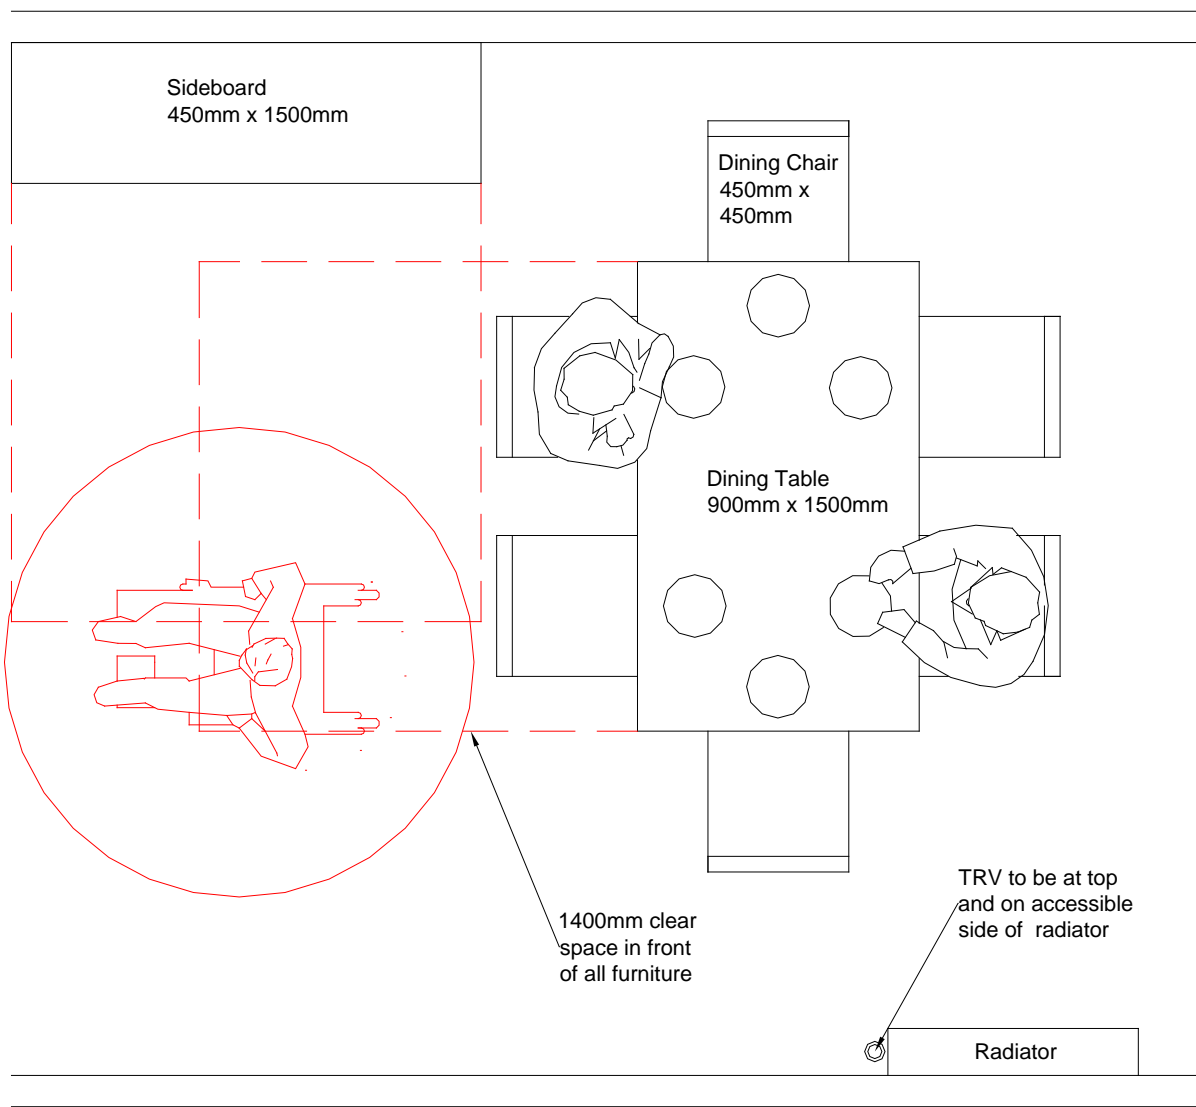 Sideboard
450mm x 1500mm
Dining Chair
450mm x
450mm
Dining Table
900mm x 1500mm
TRV to be at top
and on accessible
side of  radiator
1400mm clear
space in front
of all furniture
Radiator